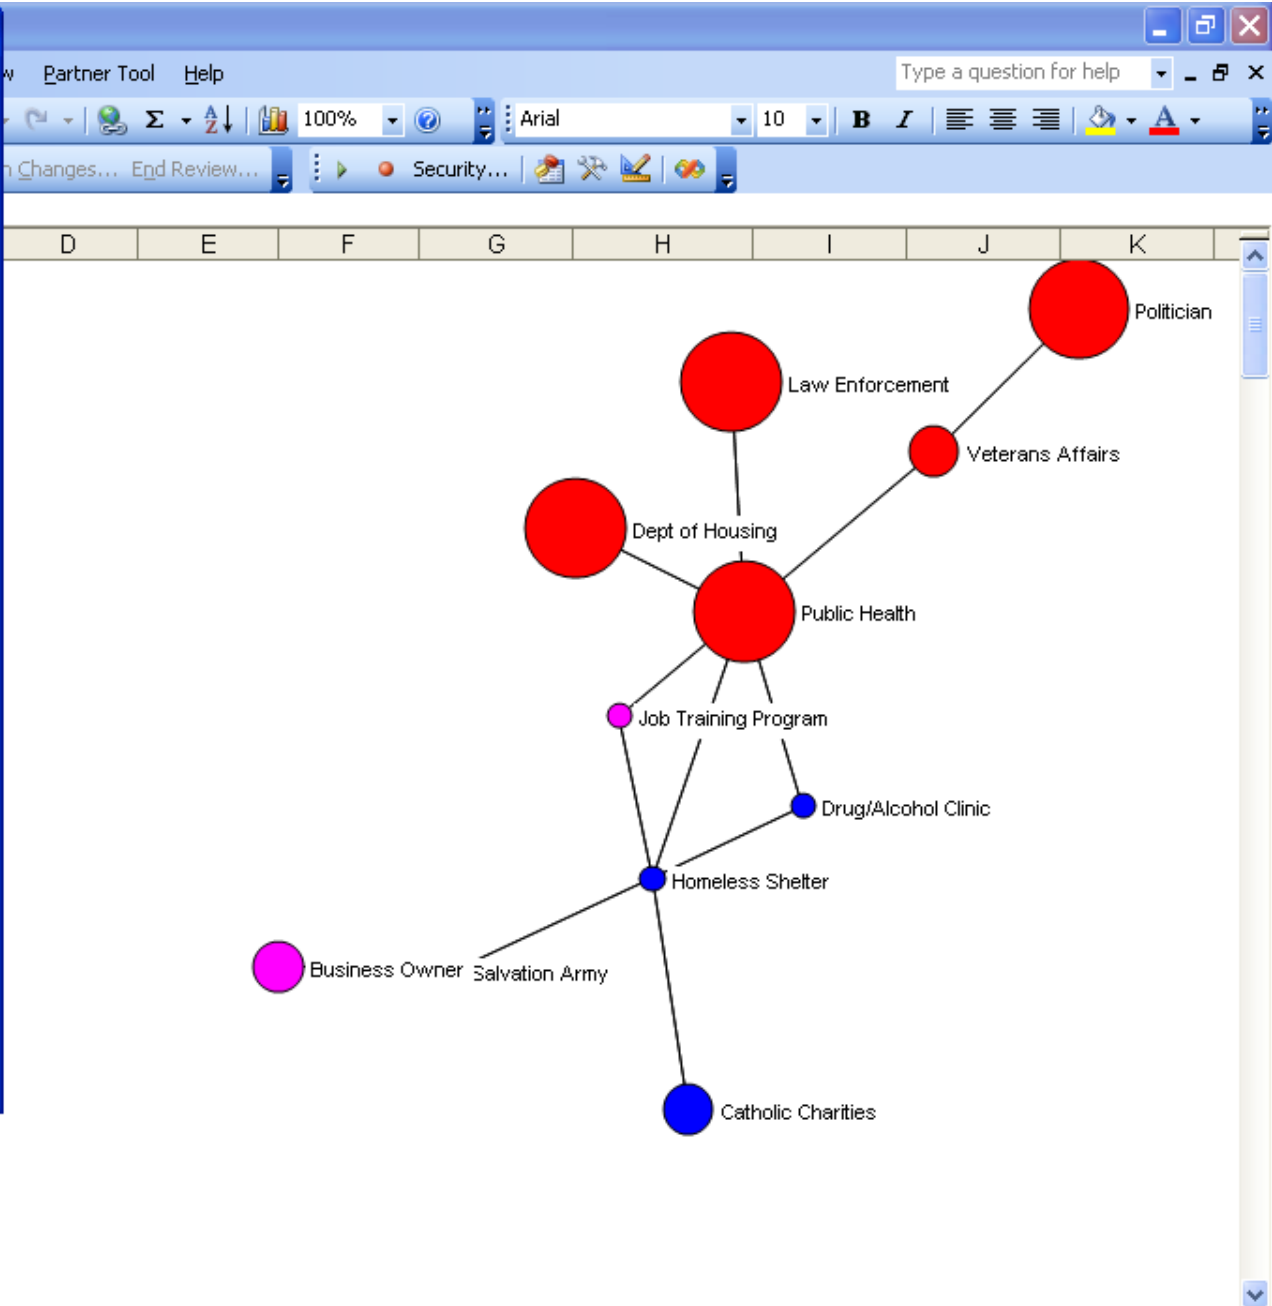 Partner Tool Help Type a question for help
Σ A Z 100% Arial 10 B I A
Changes... End Review... Security...
D E F G H I J K
Politician
Law Enforcement
Veterans Affairs
Dept of Housing
Public Health
Job Training Program
Drug/Alcohol Clinic
Homeless Shelter
Business Owner Salvation Army
Catholic Charities